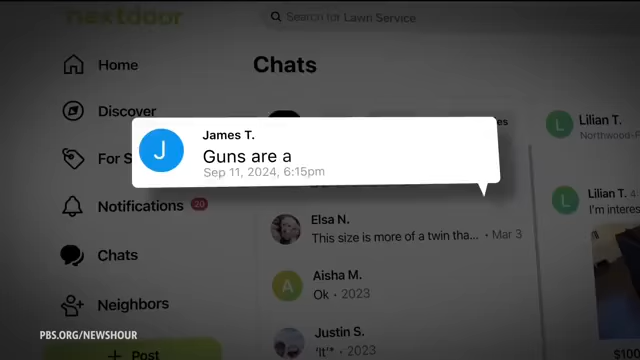 nextdoor
Search for Lawn Service
Home
Chats
Discover
James T.
Guns are a
Sep 11, 2024, 6:15pm
J
For S
Notifications
20
Chats
Neighbors
+ Post
Elsa N.
This size is more of a twin tha... • Mar 3
A
Aisha M.
Ok • 2023
Justin S.
'It'* • 2023
L
Lilian T.
Northwood-F
L
Lilian T. 4
I'm interes
$100
PBS.ORG/NEWSHOUR